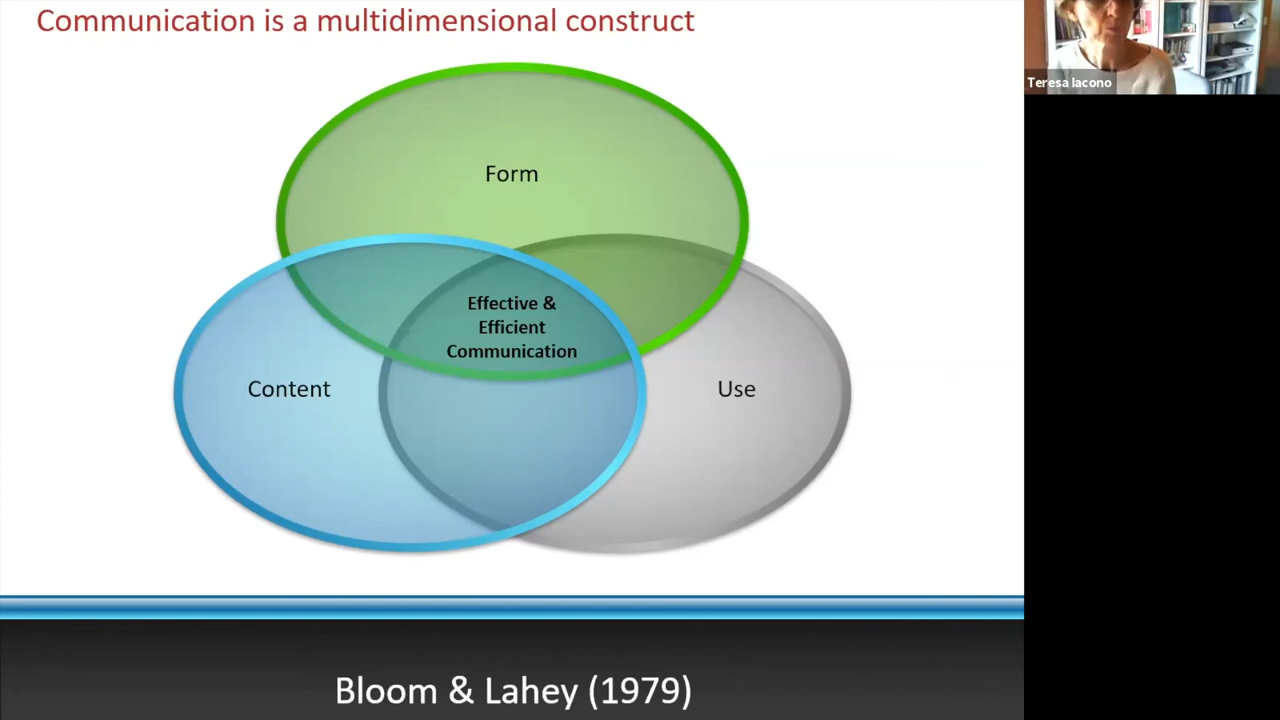 Communication is a multidimensional construct
Teresa Iacono
Form
Effective &
Efficient
Communication
Content
Use
Bloom & Lahey (1979)